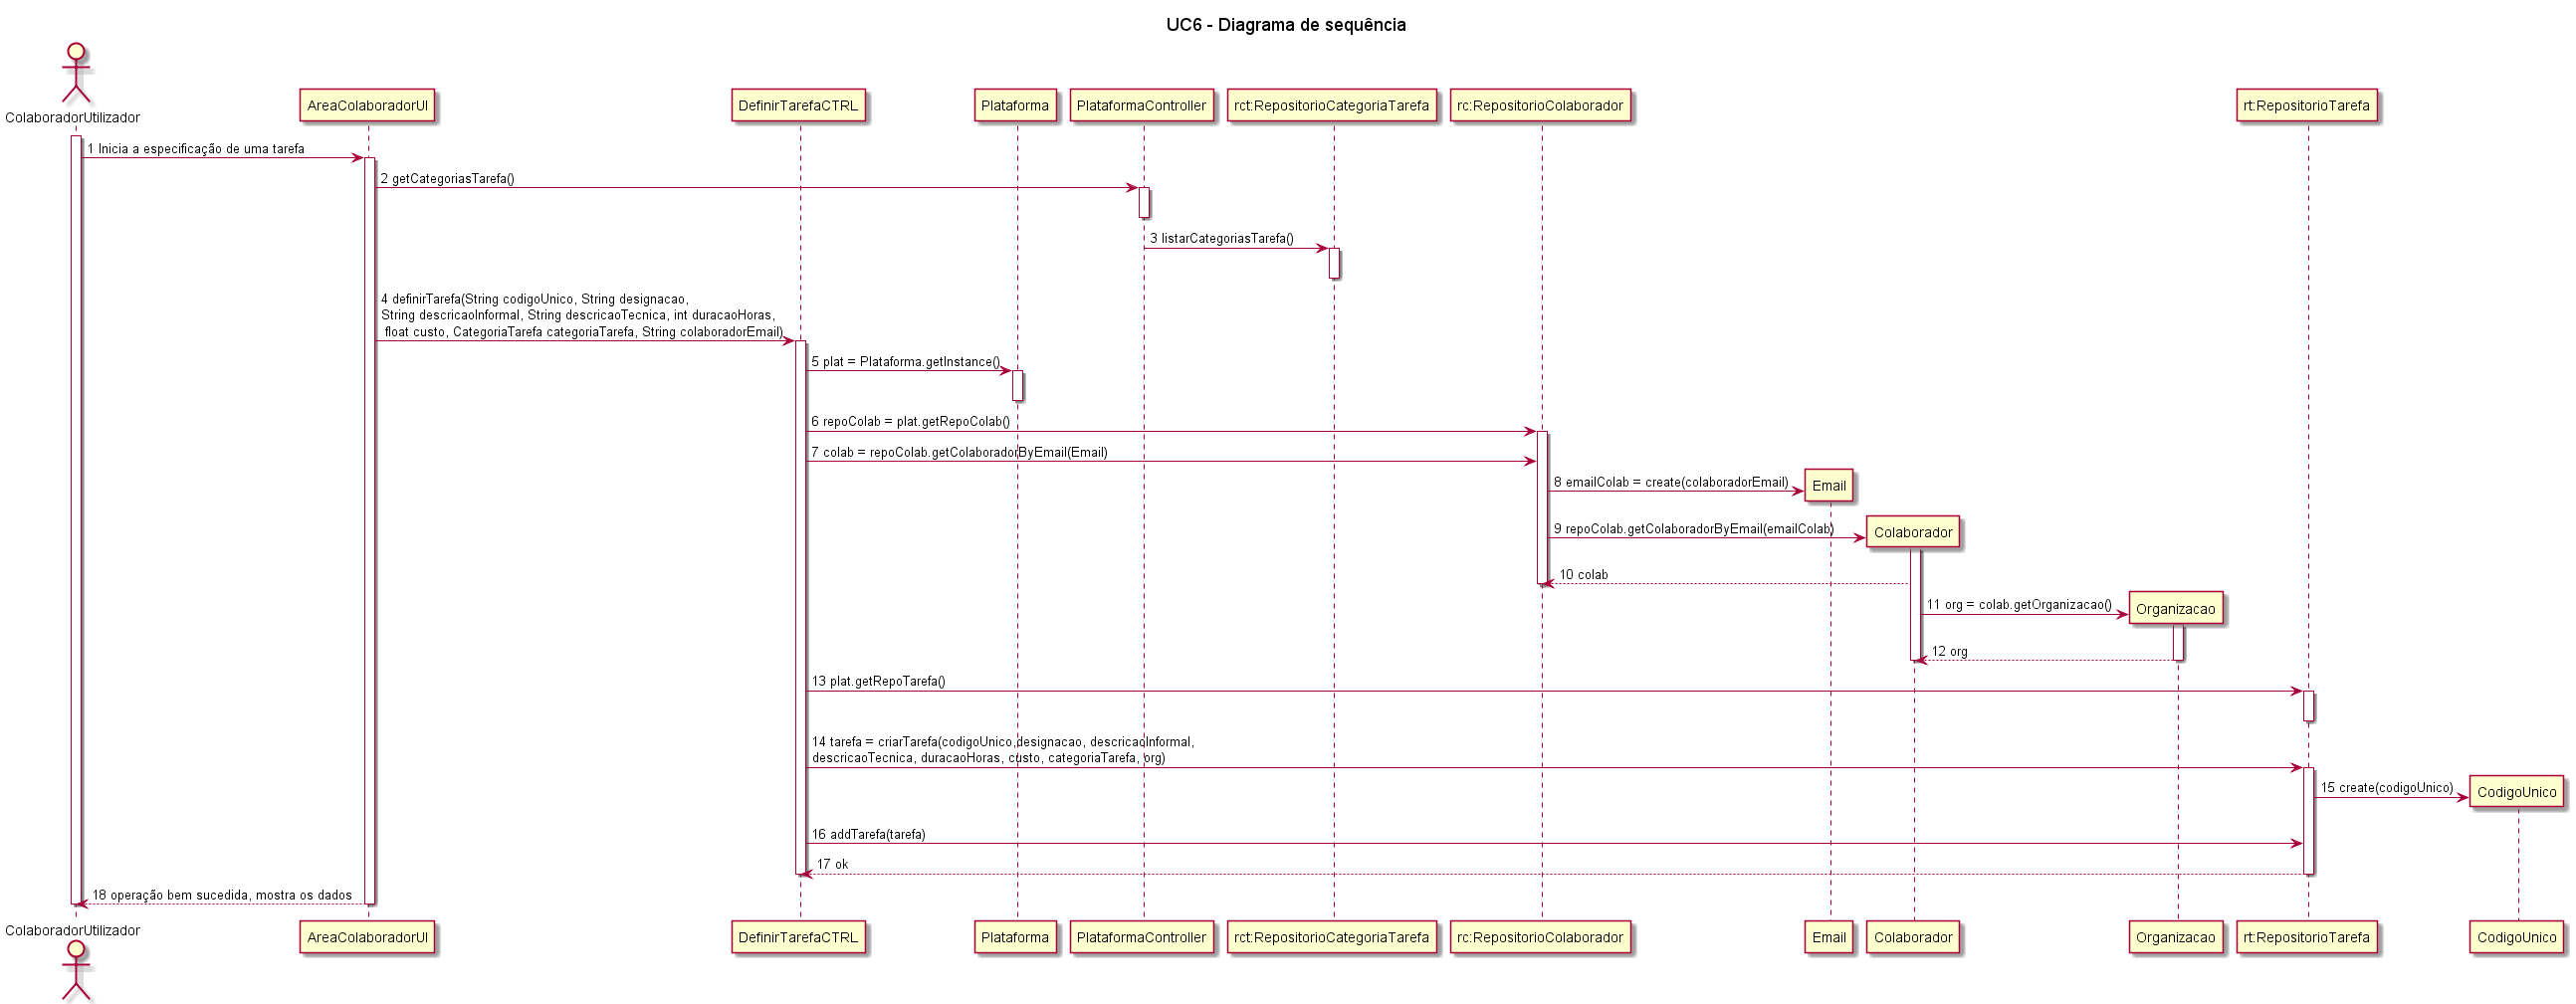 UC6 - Diagrama de sequência
ColaboradorUtilizador
AreaColaboradorUI
DefinirTarefaCTRL
Plataforma
PlataformaController
rct:RepositorioCategoriaTarefa
rc:RepositorioColaborador
rt:RepositorioTarefa
1 Inicia a especificação de uma tarefa
2 getCategoriasTarefa()
3 listarCategoriasTarefa()
4 definirTarefa(String codigoUnico, String designacao,
String descricaoInformal, String descricaoTecnica, int duracaoHoras,
float custo, CategoriaTarefa categoriaTarefa, String colaboradorEmail)
5 plat = Plataforma.getInstance()
6 repoColab = plat.getRepoColab()
7 colab = repoColab.getColaboradorByEmail(Email)
8 emailColab = create(colaboradorEmail)
Email
9 repoColab.getColaboradorByEmail(emailColab)
Colaborador
10 colab
11 org = colab.getOrganizacao()
Organizacao
12 org
13 plat.getRepoTarefa()
14 tarefa = criarTarefa(codigoUnico,designacao, descricaoInformal,
descricaoTecnica, duracaoHoras, custo, categoriaTarefa, org)
15 create(codigoUnico)
CodigoUnico
16 addTarefa(tarefa)
17 ok
18 operação bem sucedida, mostra os dados
ColaboradorUtilizador
AreaColaboradorUI
DefinirTarefaCTRL
Plataforma
PlataformaController
rct:RepositorioCategoriaTarefa
rc:RepositorioColaborador
Email
Colaborador
Organizacao
rt:RepositorioTarefa
CodigoUnico